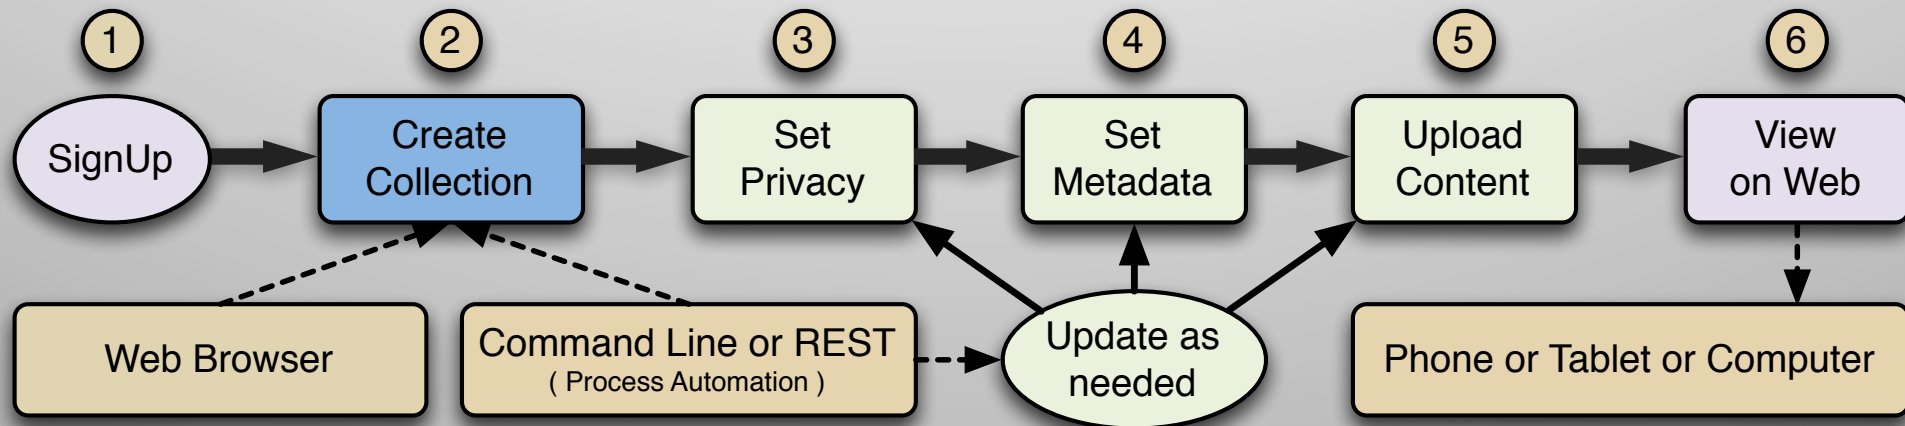 1
2
3
4
5
6
SignUp
Create
Collection
Set
Privacy
Set
Metadata
Upload
Content
View
on Web
Web Browser
Command Line or REST
( Process Automation )
Update as
needed
Phone or Tablet or Computer